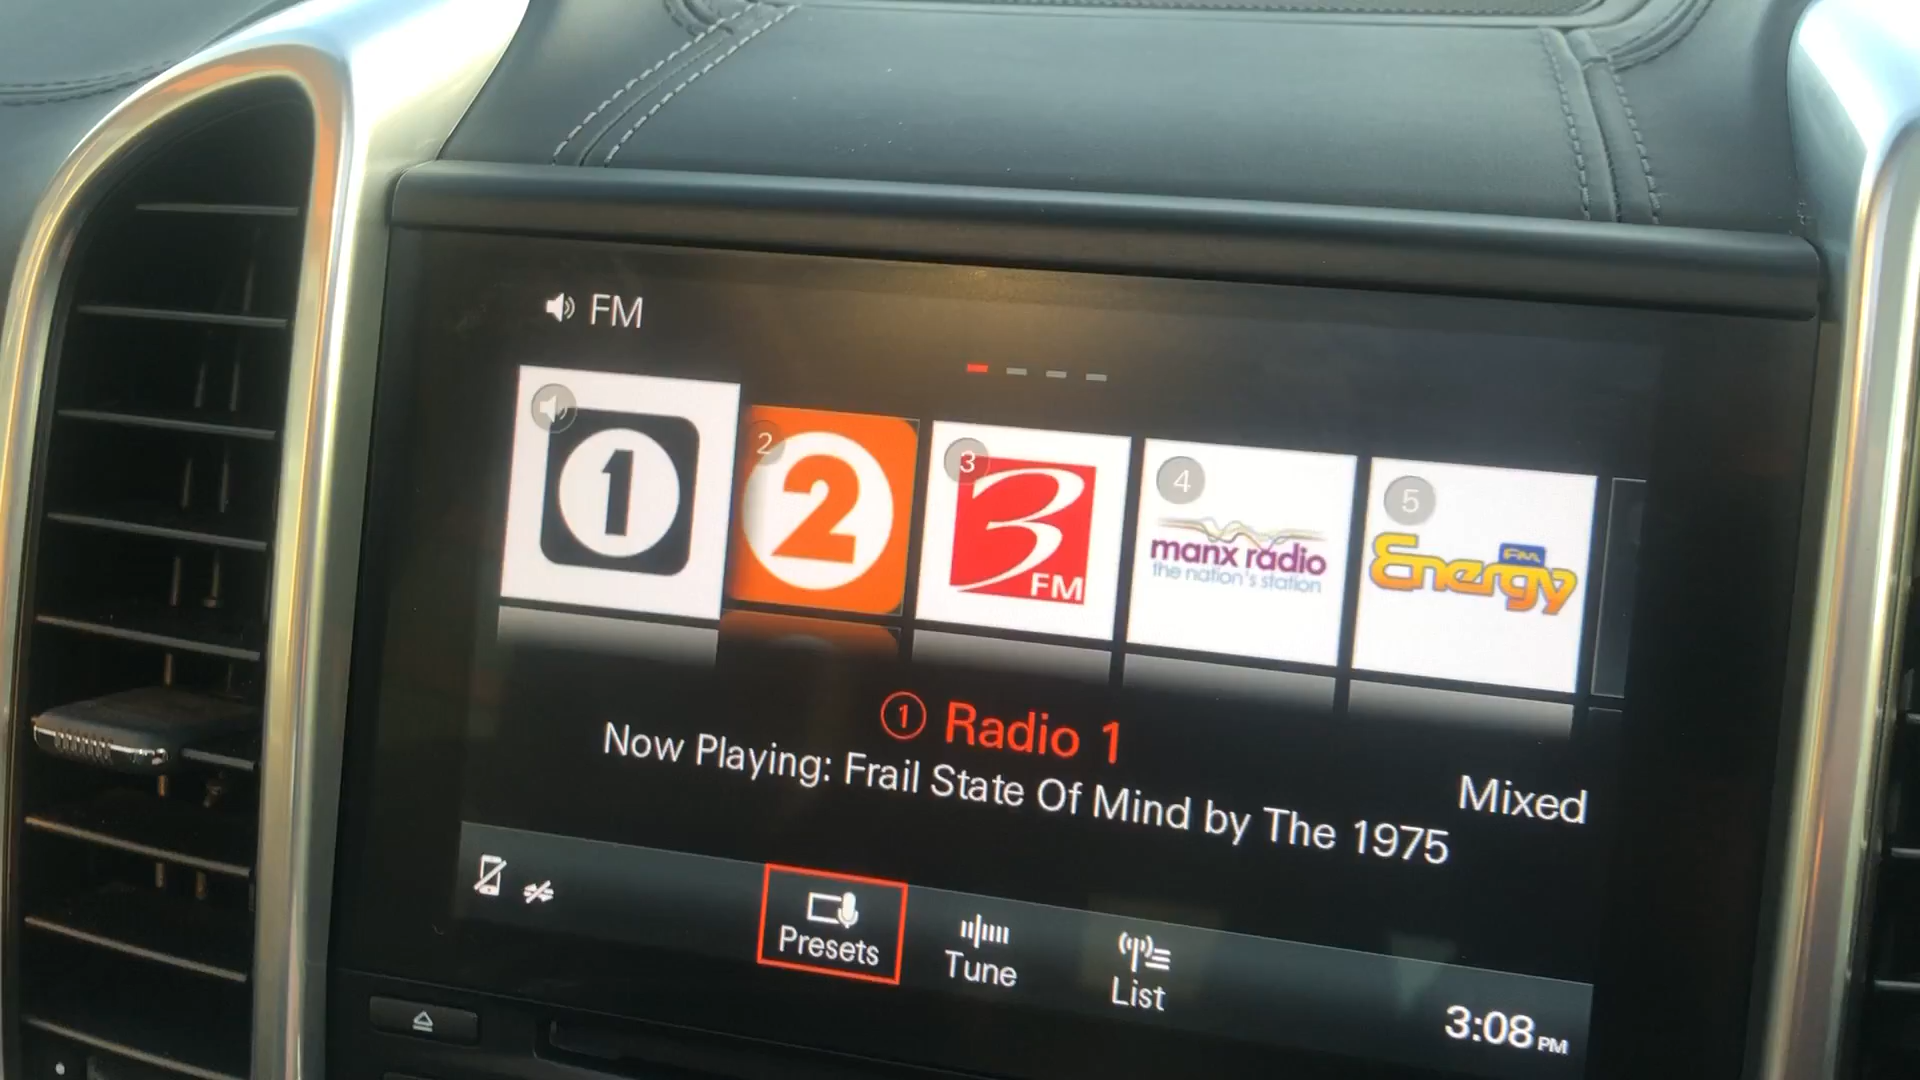 FM
1
2
2
3
3
FM
4
manx radio
the nation's station
5
Energy
FM
1 Radio 1
Now Playing: Frail State Of Mind by The 1975
Mixed
Presets
Tune
List
3:08 PM